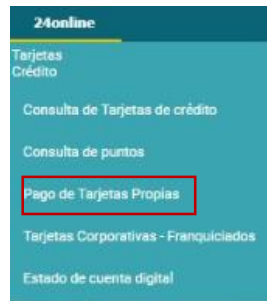 24online
Tarjetas
Crédito
Consulta de Tarjetas de crédito
Consulta de puntos
Pago de Tarjetas Propias
Tarjetas Corporativas - Franquiciados
Estado de cuenta digital